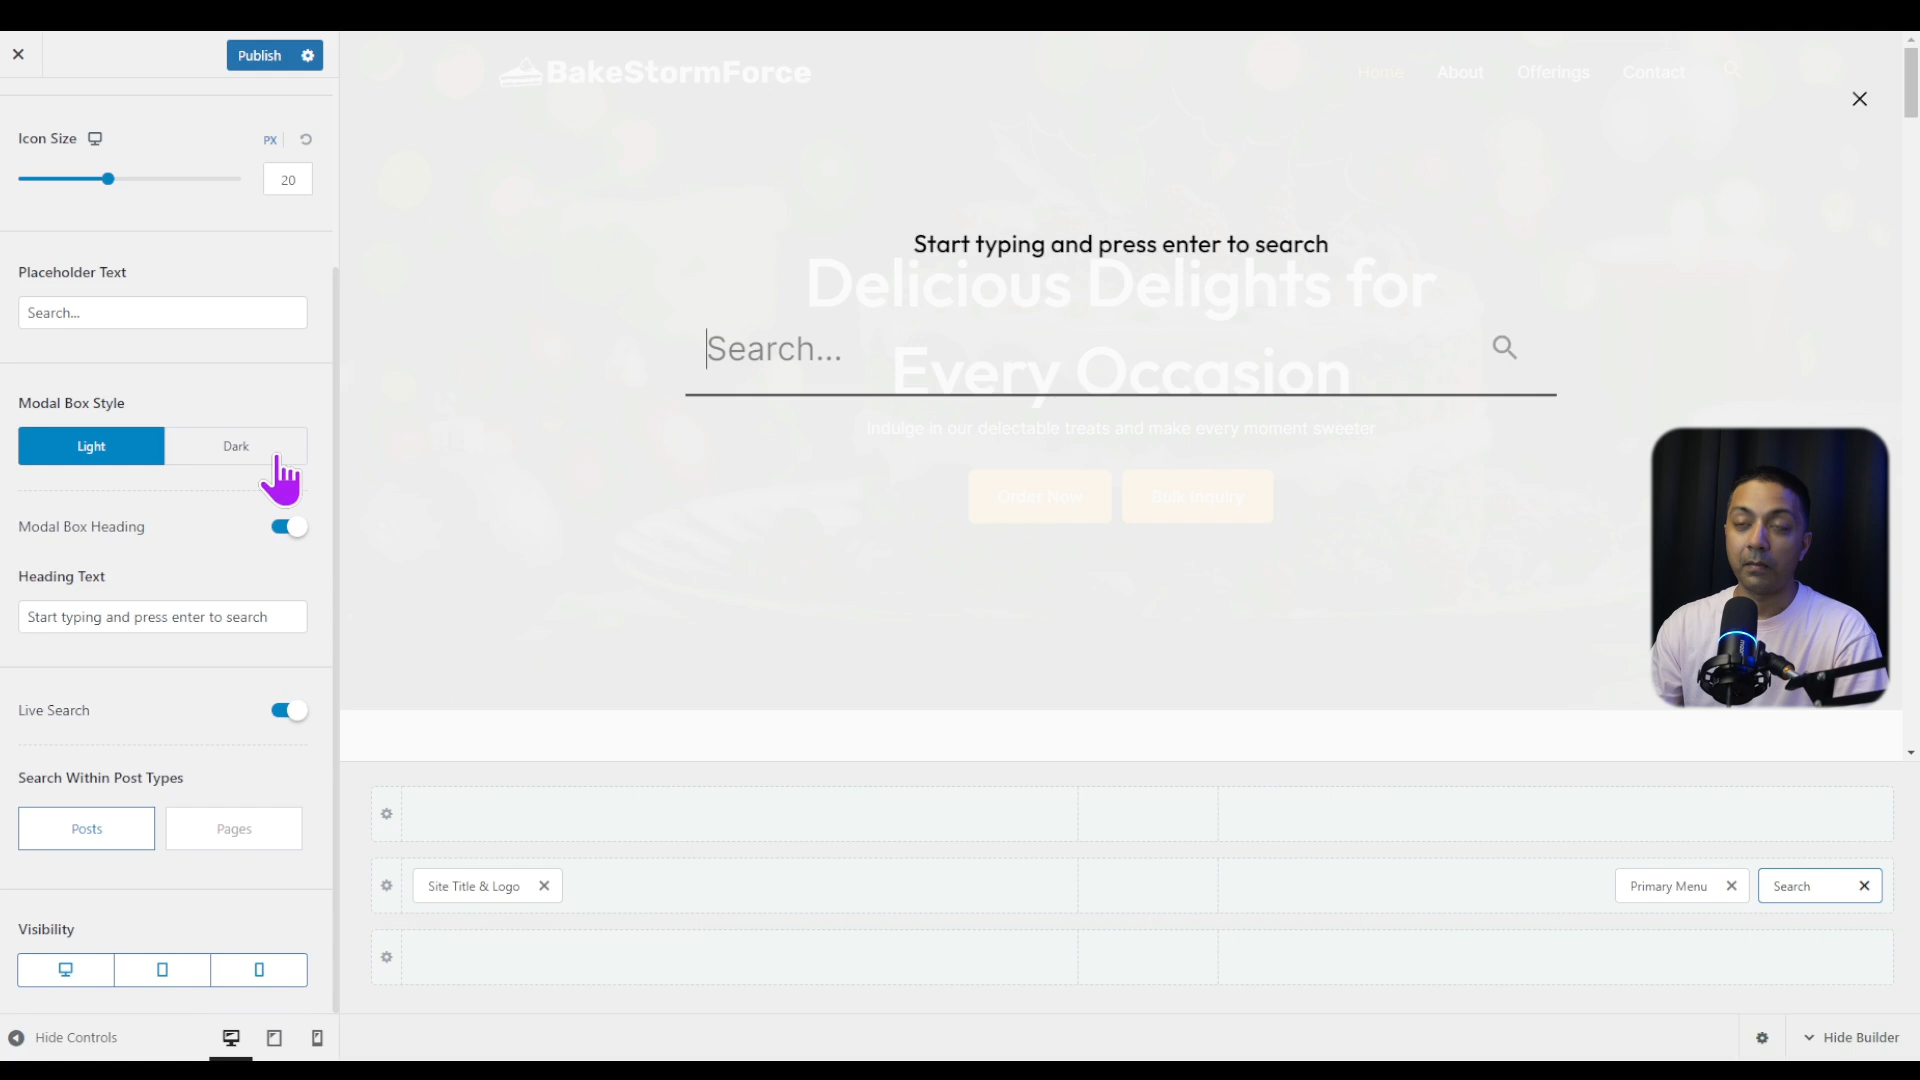 Publish
Icon Size
PX
20
Placeholder Text
Search...
Modal Box Style
Light
Dark
Modal Box Heading
Heading Text
Start typing and press enter to search
Live Search
Search Within Post Types
Posts
Pages
Visibility
Hide Controls
BakeStormForce
Home
About
Offerings
Contact
Start typing and press enter to search
Delicious Delights for
Search...
Every Occasion
Indulge in our delectable treats and make every moment sweeter
Order Now
Bulk Inquiry
Site Title & Logo
Primary Menu
Search
Hide Builder